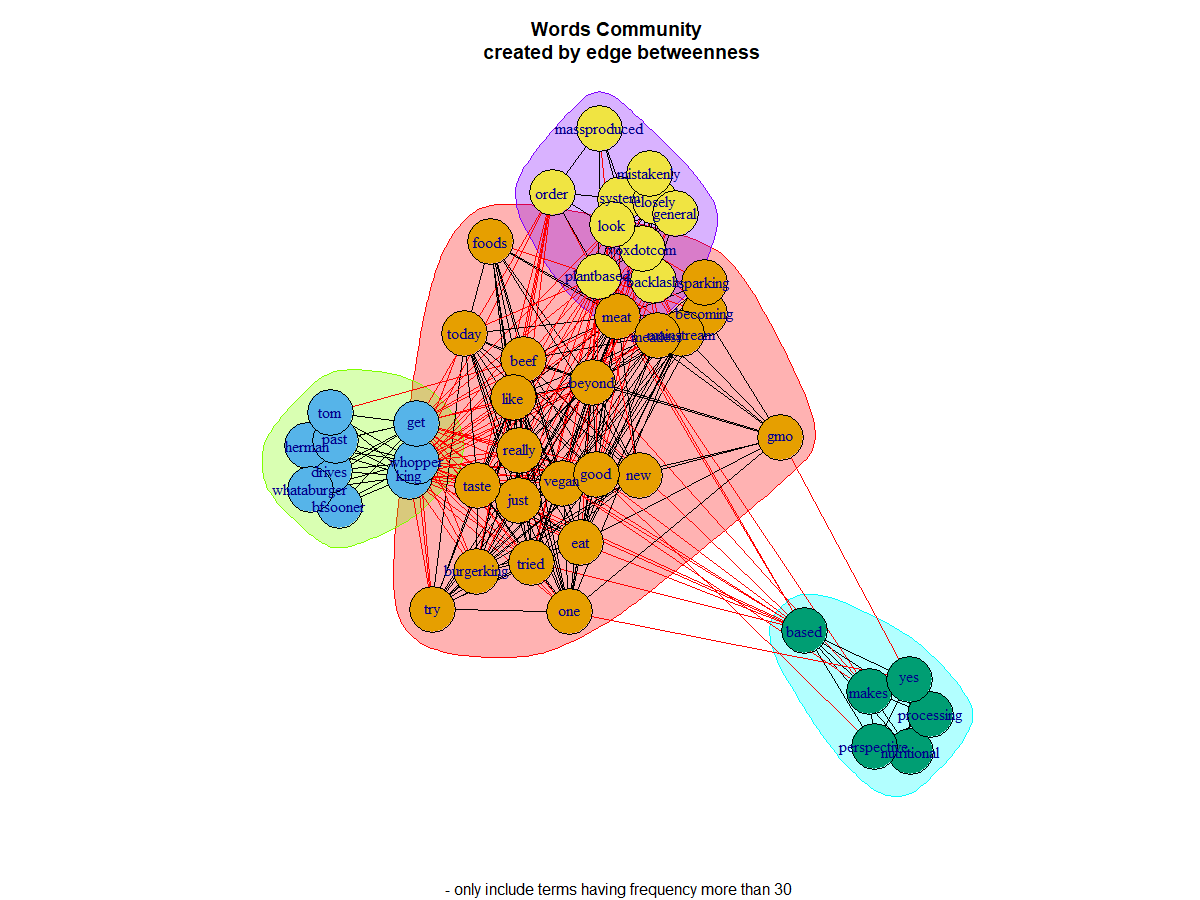 Words Community
created by edge betweenness
massproduced
mistakenly
order
system
closely
general
look
foods
voxdotcom
plantbased
backlash
sparking
meat
becoming
today
meatless
mainstream
beef
beyond
like
tom
get
past
herman
gmo
really
whopper
drives
king
taste
vegan
good
new
whataburger
just
bfsooner
eat
tried
burgerking
try
one
based
yes
makes
processing
perspective
nutritional
- only include terms having frequency more than 30